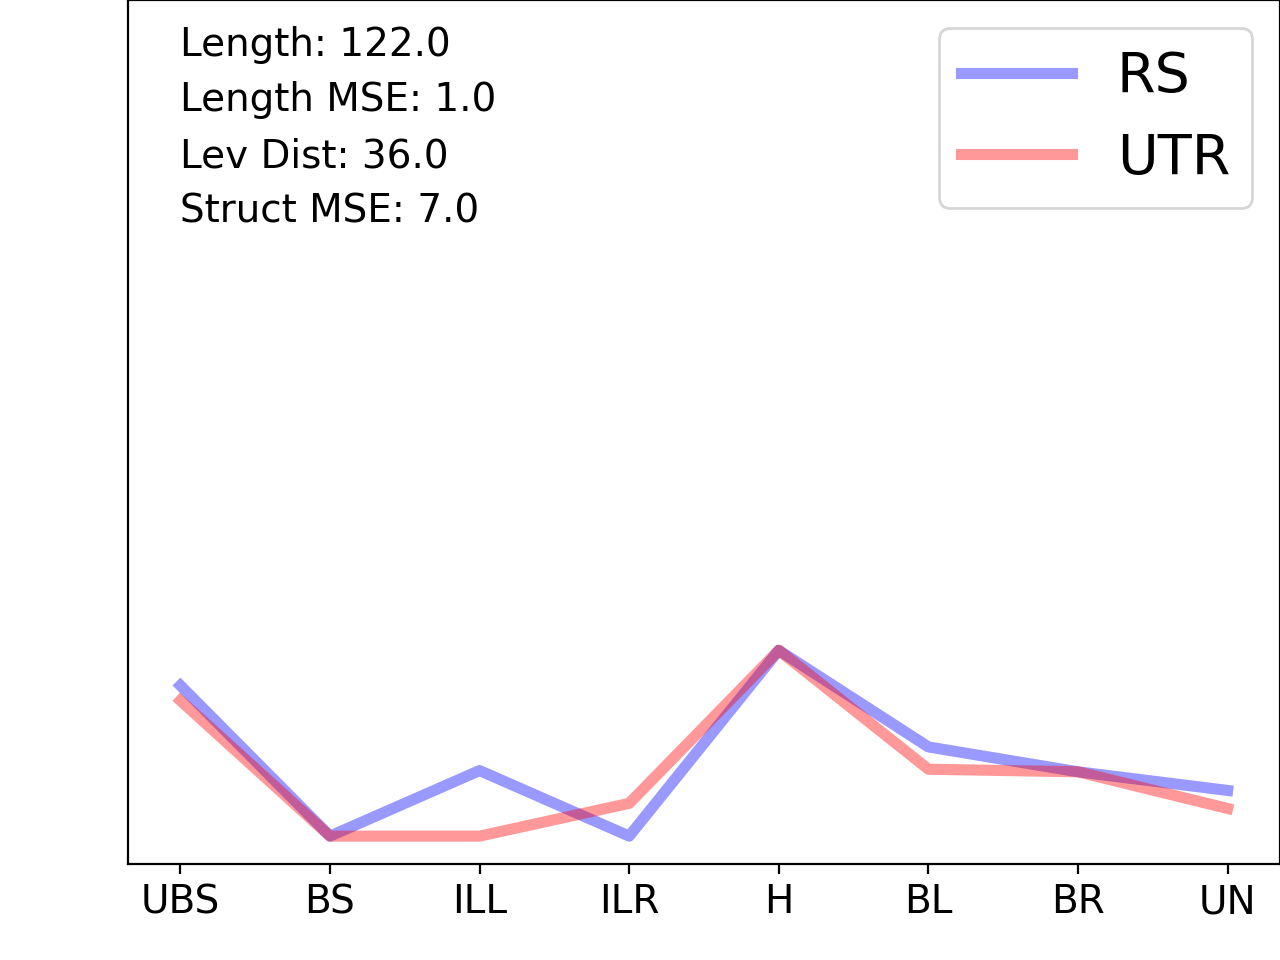 Length: 122.0
Length MSE: 1.0
Lev Dist: 36.0
Struct MSE: 7.0
RS
UTR
UBS BS ILL ILR H BL BR UN